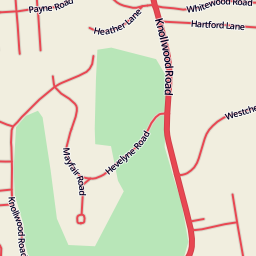 Payne Road
Whitewood Road
Heather Lane
Hartford Lane
Knollwood Road
Westche
Hevelyne Road
Mayfair Road
Knollwood Road